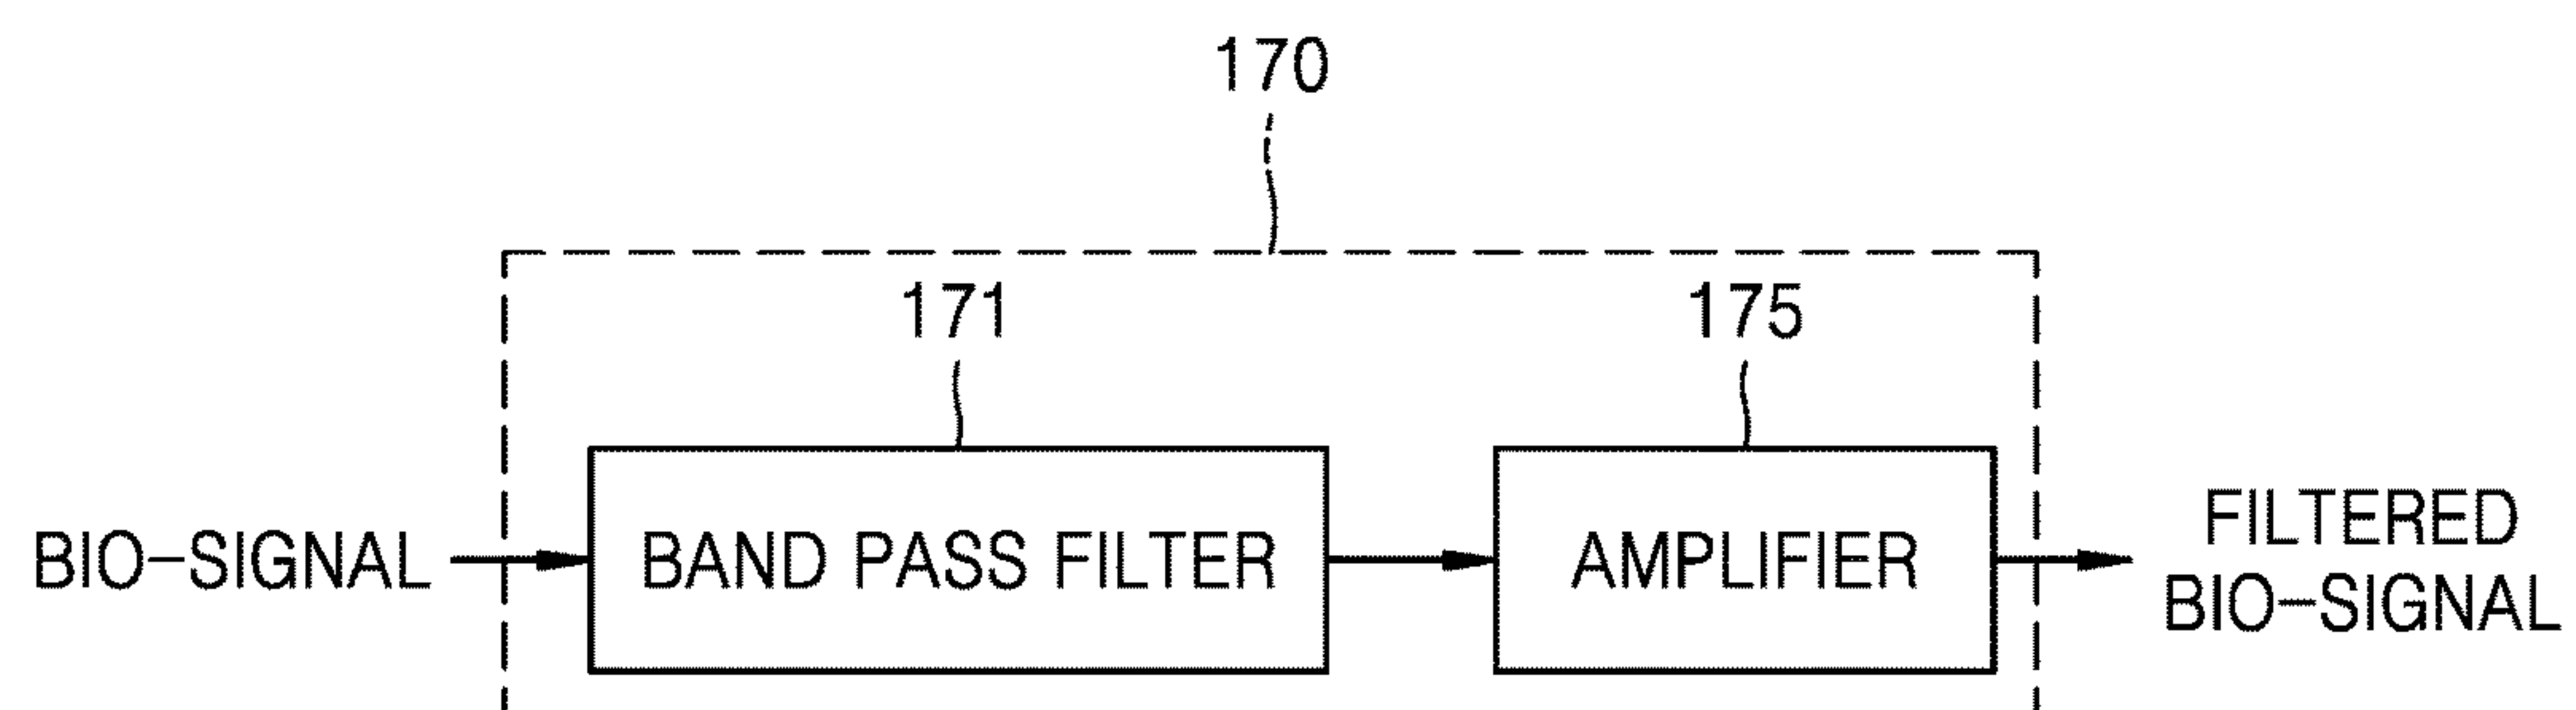 170
171
175
BIO-SIGNAL
BAND PASS FILTER
AMPLIFIER
FILTERED
BIO-SIGNAL